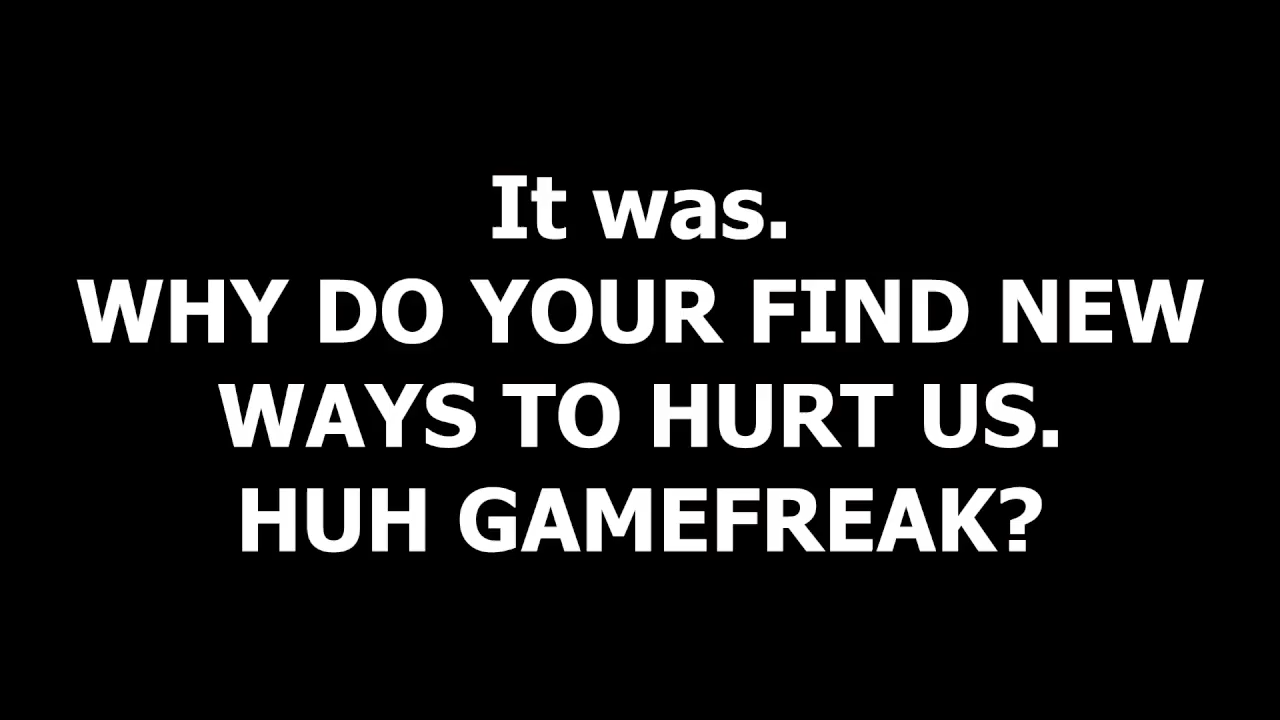 It was.
WHY DO YOUR FIND NEW
WAYS TO HURT US.
HUH GAMEFREAK?